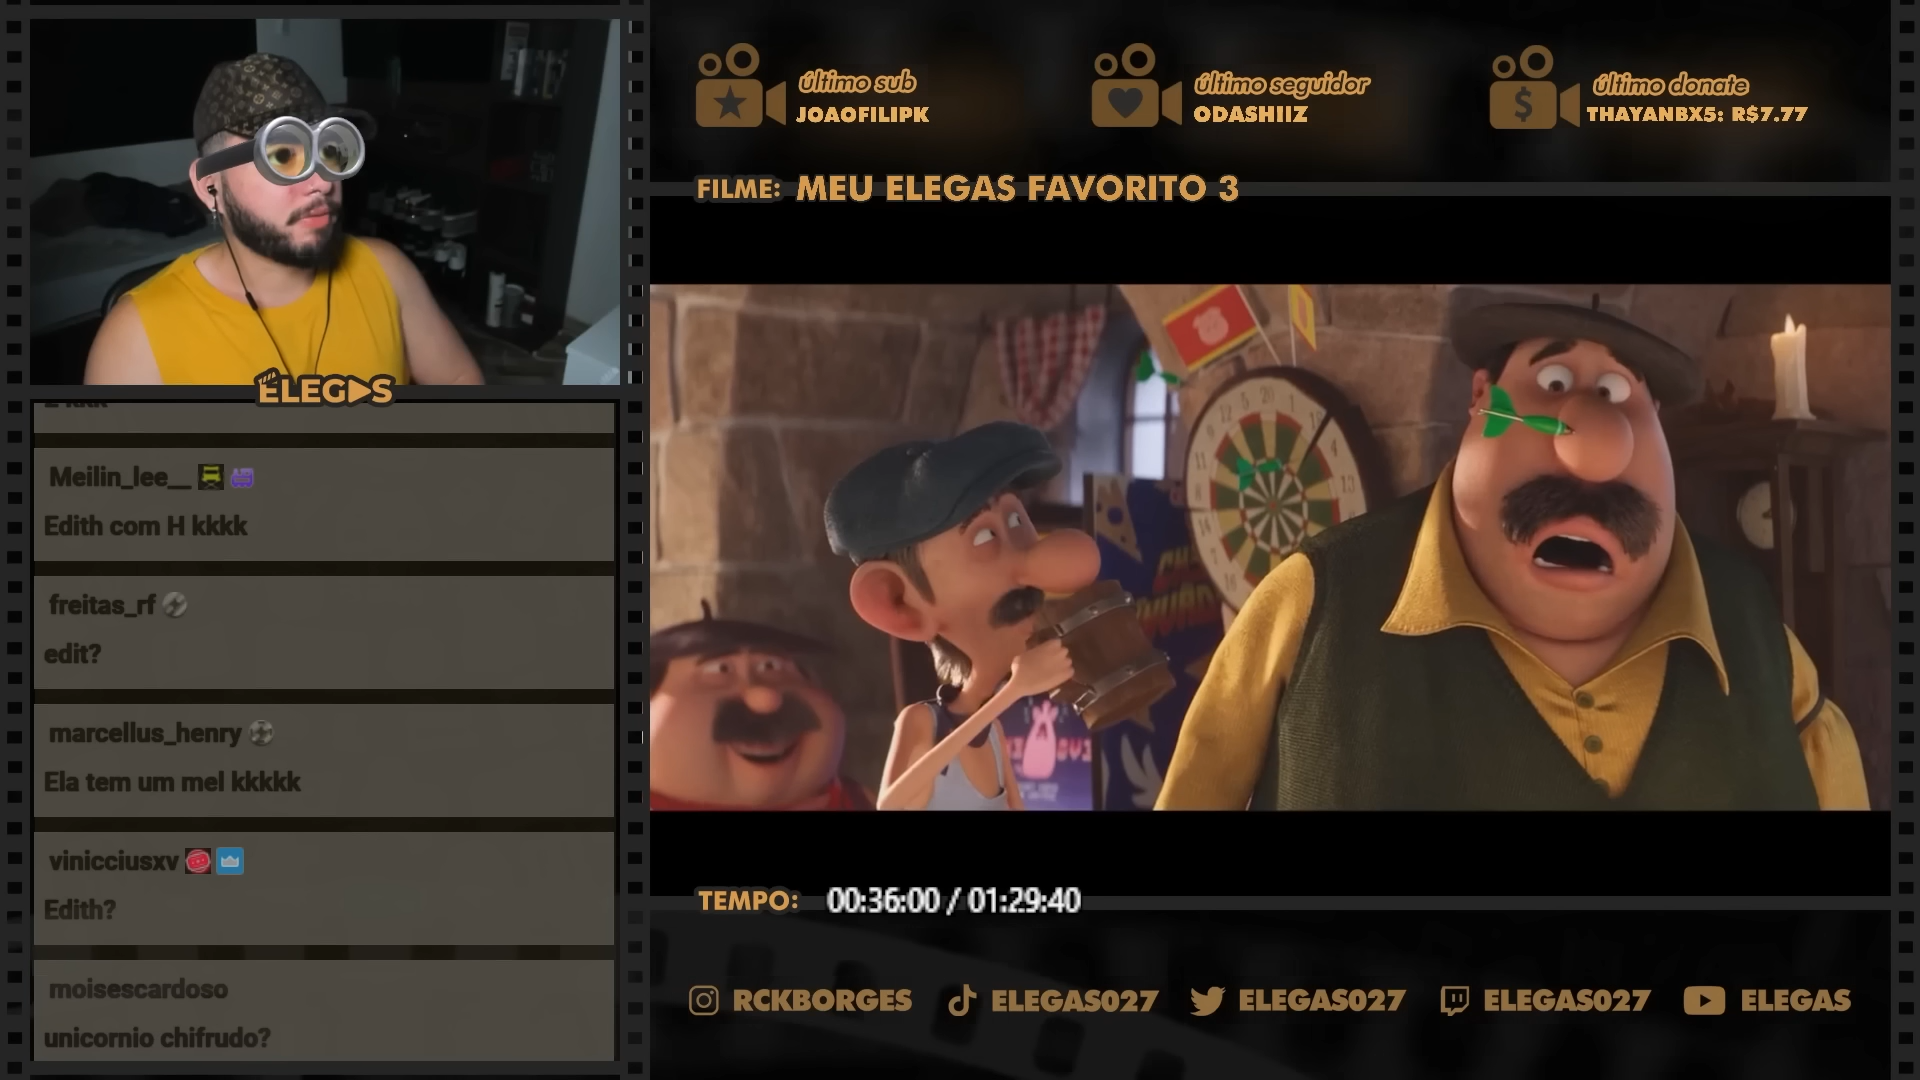 último sub
JOAOFILIPK
último seguidor
ODASHIIZ
último donate
THAYANBX5: R$7.77
FILME: MEU ELEGAS FAVORITO 3
ELEGAS
Meilin_lee__
Edith com H kkkk
freitas_rf
edit?
marcellus_henry
Ela tem um mel kkkkk
vinicciusxv
Edith?
moisescardoso
unicornio chifrudo?
TEMPO: 00:36:00 / 01:29:40
RCKBORGES
ELEGAS027
ELEGAS027
ELEGAS027
ELEGAS